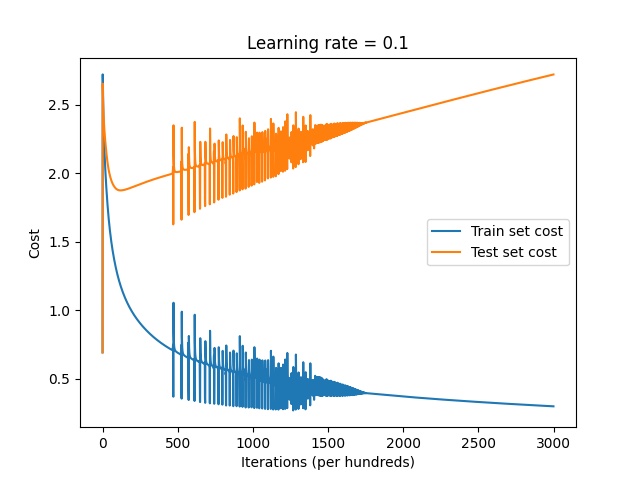 Learning rate = 0.1
2.5
2.0
1.5
1.0
0.5
Cost
Train set cost
Test set cost
0 500 1000 1500 2000 2500 3000
Iterations (per hundreds)